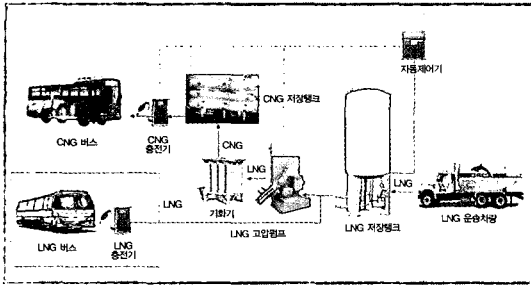 자동제어기
CNG 저장탱크
CNG 버스
CNG
충전기
CNG
LNG
LNG
LNG
기화기
LNG 고압펌프
LNG 저장탱크
LNG 운송차량
LNG 버스
LNG
충전기